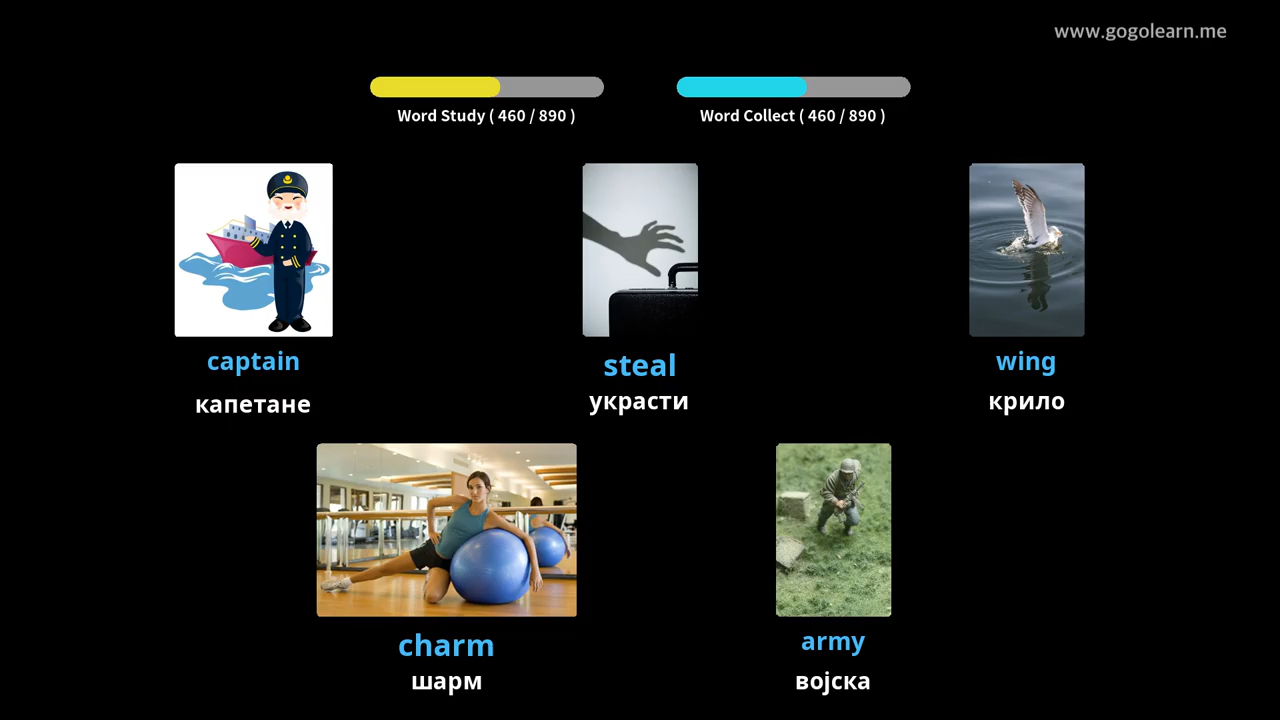 www.gogolearn.me
Word Study ( 460 / 890 )
Word Collect ( 460 / 890 )
captain
капетане
steal
украсти
wing
крило
charm
шарм
army
војска